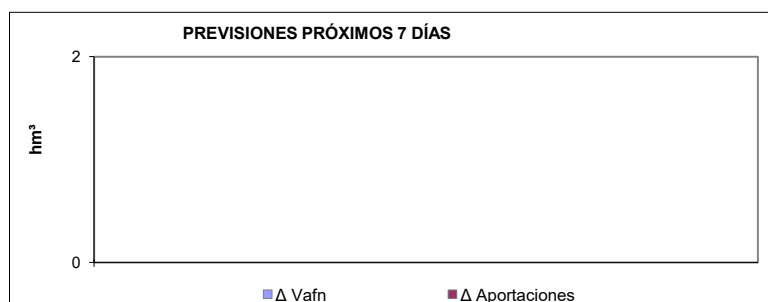 PREVISIONES PRÓXIMOS 7 DÍAS
2
hm³
0
Δ Vafn
Δ Aportaciones